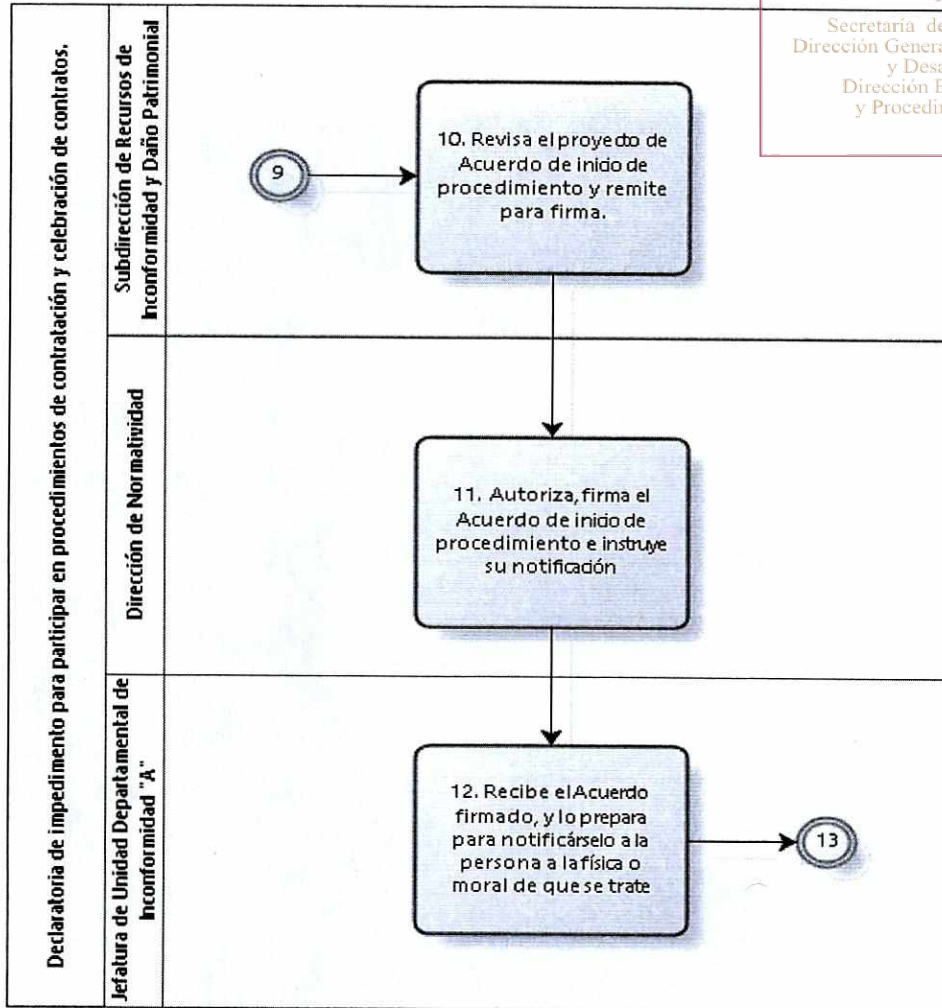 Secretaría de
Dirección Genera
y Desa
Dirección E
y Procedi
Declaratoria de impedimento para participar en procedimientos de contratación y celebración de contratos.
Subdirección de Recursos de
Inconformidad y Daño Patrimonial
9
10. Revisa el proyecto de
Acuerdo de inicio de
procedimiento y remite
para firma.
Dirección de Normatividad
11. Autoriza, firma el
Acuerdo de inicio de
procedimiento e instruye
su notificación
Jefatura de Unidad Departamental de
Inconformidad "A"
12. Recibe el Acuerdo
firmado, y lo prepara
para notificárselo a la
persona a la física o
moral de que se trate
13